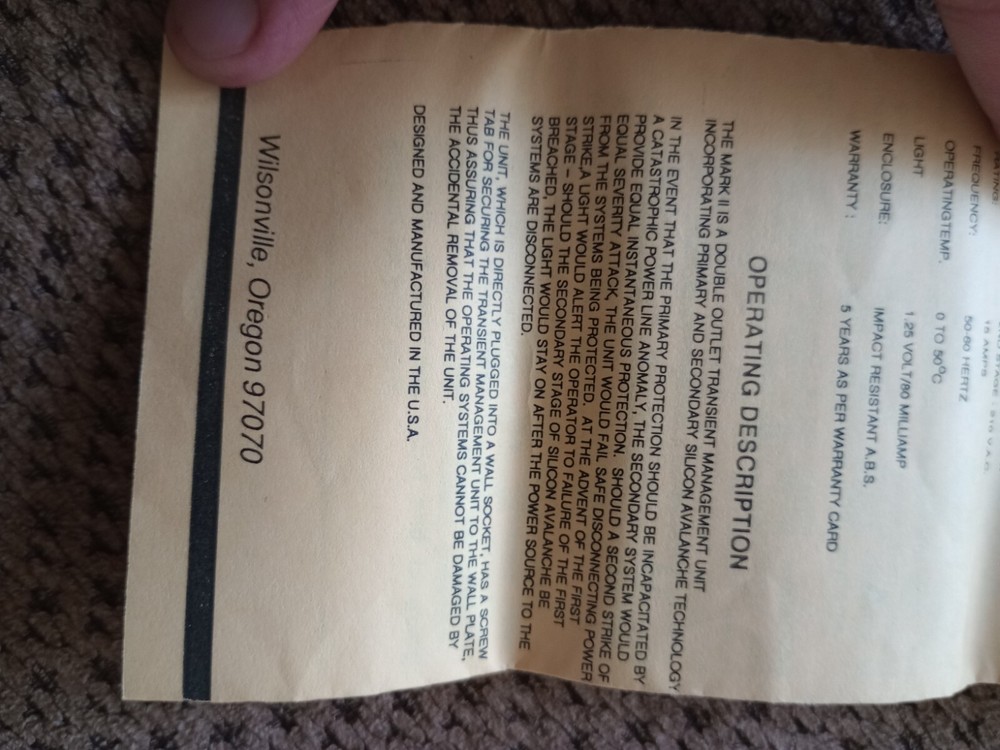 FREQUENCY: 50-60 HERTZ
OPERATINGTEMP. 0 TO 50°C
LIGHT 1.25 VOLT/80 MILLIAMP
ENCLOSURE: IMPACT RESISTANT A.B.S.
WARRANTY : 5 YEARS AS PER WARRANTY CARD
OPERATING DESCRIPTION
THE MARK II IS A DOUBLE OUTLET TRANSIENT MANAGEMENT UNIT
INCORPORATING PRIMARY AND SECONDARY SILICON AVALANCHE TECHNOLOGY
IN THE EVENT THAT THE PRIMARY PROTECTION SHOULD BE INCAPACITATED BY
A CATASTROPHIC POWER LINE ANOMALY, THE SECONDARY SYSTEM WOULD
PROVIDE EQUAL INSTANTANEOUS PROTECTION. SHOULD A SECOND STRIKE OF
EQUAL SEVERITY ATTACK, THE UNIT WOULD FAIL SAFE DISCONNECTING POWER
FROM THE SYSTEMS BEING PROTECTED. AT THE ADVENT OF THE FIRST
STRIKE,A LIGHT WOULD ALERT THE OPERATOR TO FAILURE OF THE FIRST
STAGE – SHOULD THE SECONDARY STAGE OF SILICON AVALANCHE BE
BREACHED, THE LIGHT WOULD STAY ON AFTER THE POWER SOURCE TO THE
SYSTEMS ARE DISCONNECTED.
THE UNIT, WHICH IS DIRECTLY PLUGGED INTO A WALL SOCKET, HAS A SCREW
TAB FOR SECURING THE TRANSIENT MANAGEMENT UNIT TO THE WALL PLATE,
THUS ASSURING THAT THE OPERATING SYSTEMS CANNOT BE DAMAGED BY
THE ACCIDENTAL REMOVAL OF THE UNIT.
DESIGNED AND MANUFACTURED IN THE U.S.A.
Wilsonville, Oregon 97070